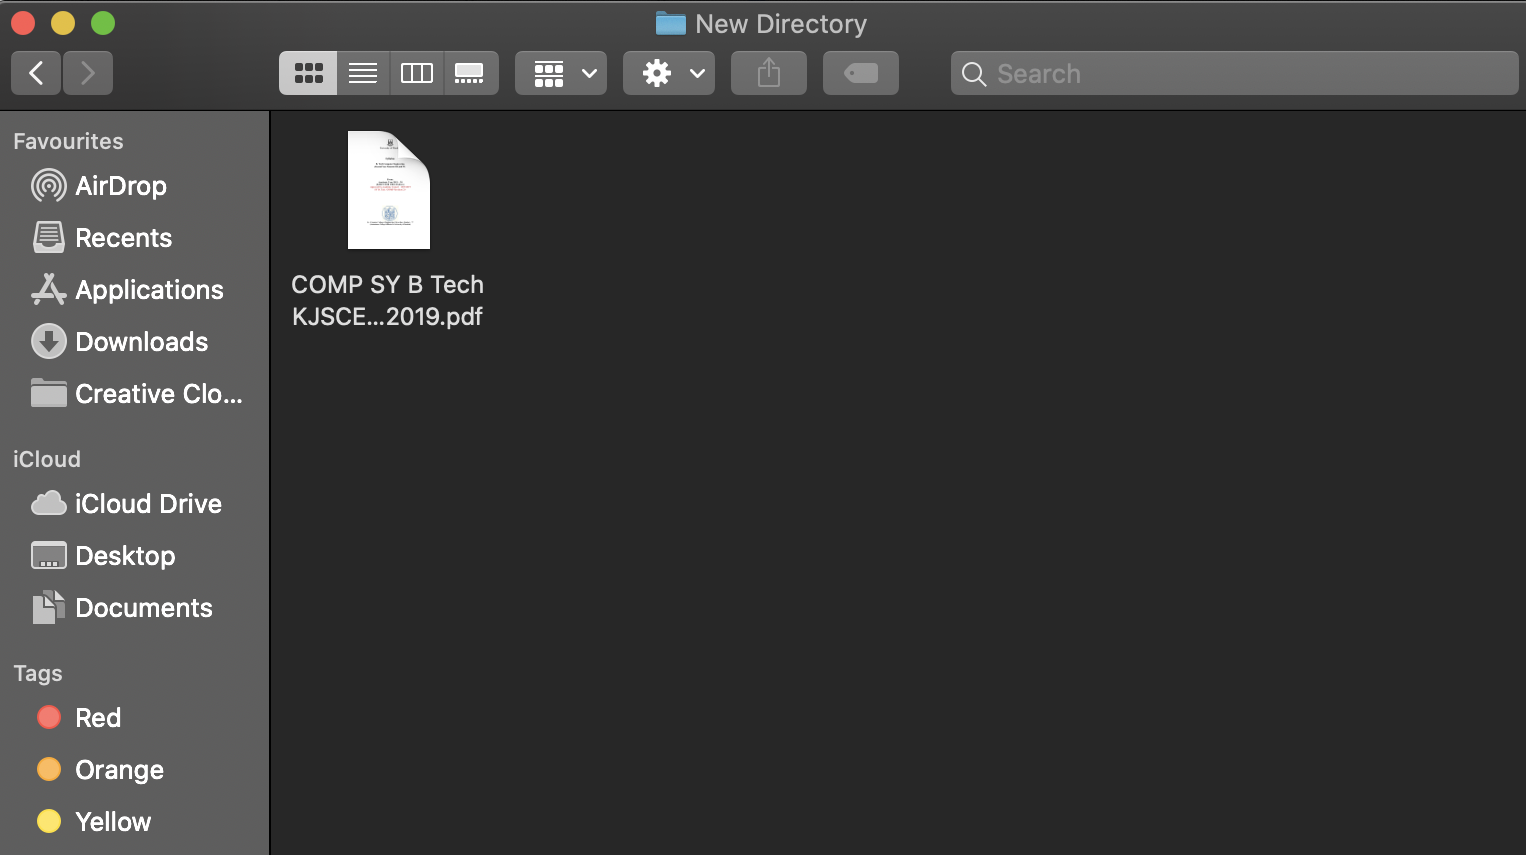 New Directory
Search
Favourites
AirDrop
Recents
Applications
Downloads
Creative Clo...
iCloud
iCloud Drive
Desktop
Documents
Tags
Red
Orange
Yellow
COMP SY B Tech
KJSCE...2019.pdf